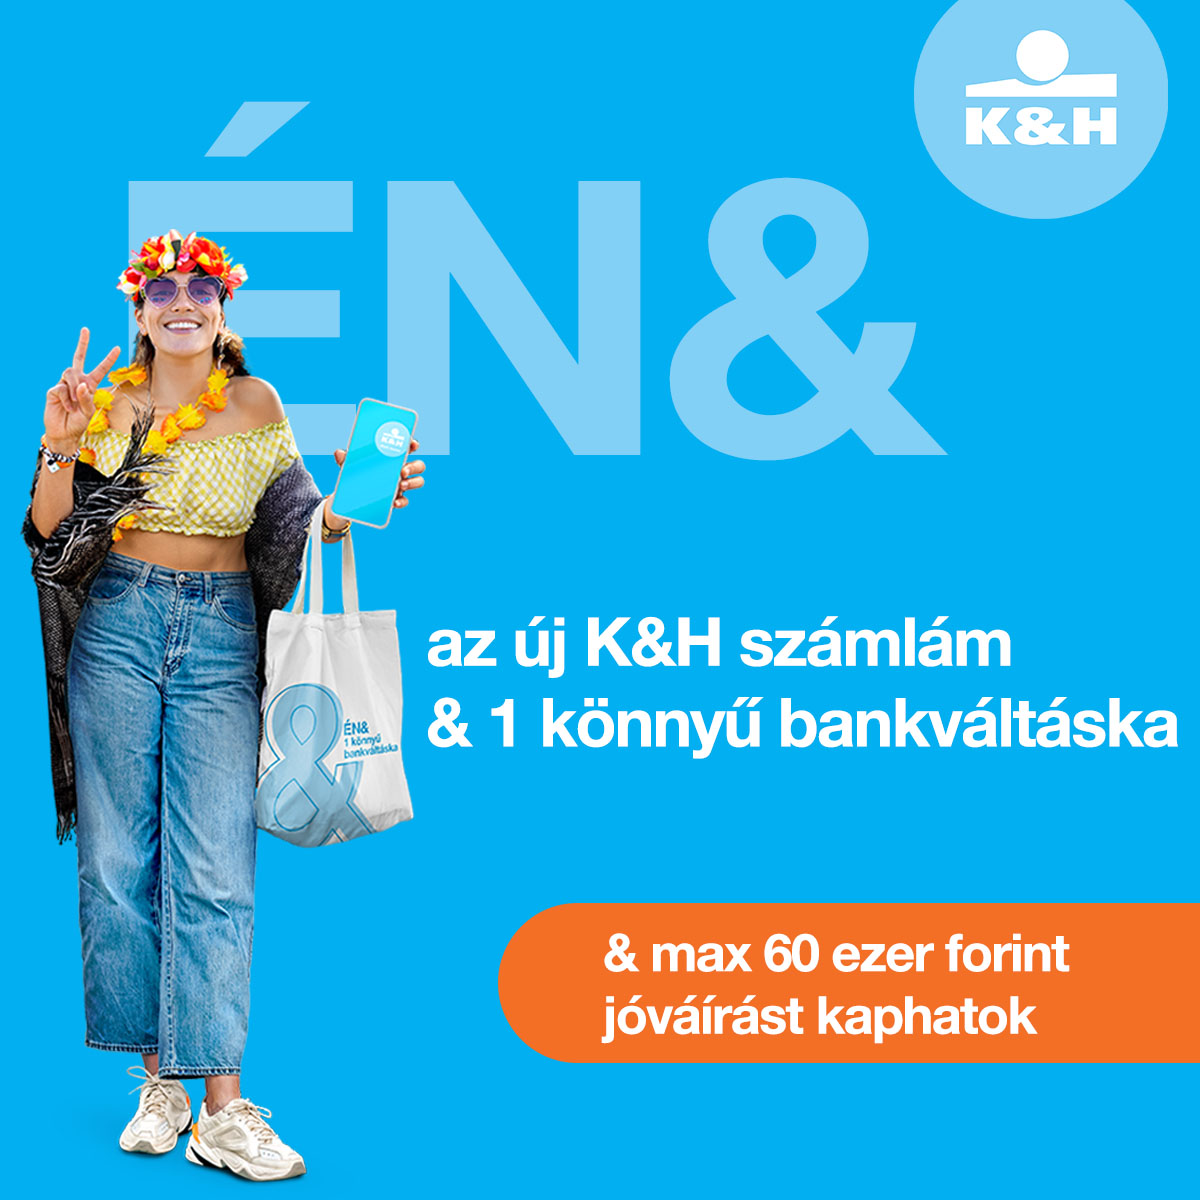 K&H
ÉN&
K&H
az új K&H számlám
& 1 könnyű bankváltáska
&
ÉN&
1 könnyű
bankváltáska
& max 60 ezer forint
jóváírást kaphatok